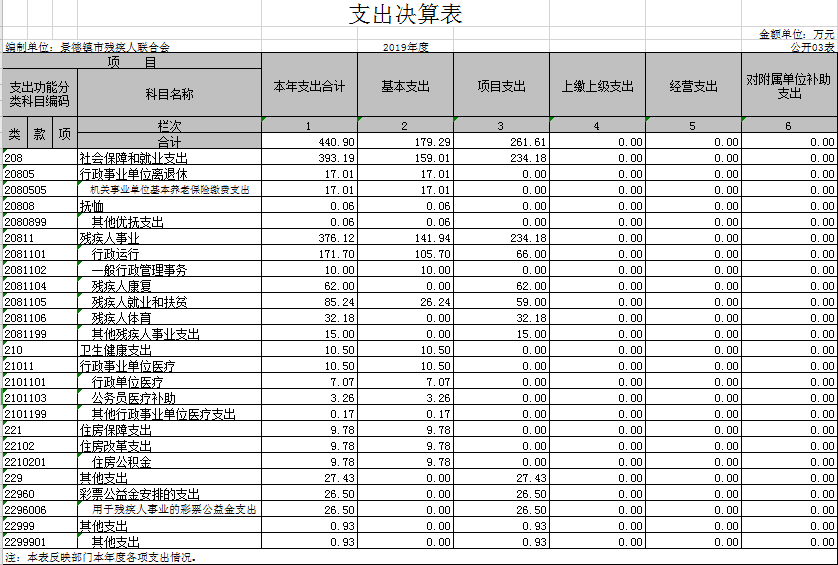 支出决算表
金额单位：万元
编制单位：景德镇市残疾人联合会 2019年度 公开03表
项 目 本年支出合计 基本支出 项目支出 上缴上级支出 经营支出 对附属单位补助支出
支出功能分类科目编码 科目名称
类 款 项 栏次 1 2 3 4 5 6
合计 440.90 179.29 261.61 0.00 0.00 0.00
208 社会保障和就业支出 393.19 159.01 234.18 0.00 0.00 0.00
20805 行政事业单位离退休 17.01 17.01 0.00 0.00 0.00 0.00
2080505 机关事业单位基本养老保险缴费支出 17.01 17.01 0.00 0.00 0.00 0.00
20808 抚恤 0.06 0.06 0.00 0.00 0.00 0.00
2080899 其他优抚支出 0.06 0.06 0.00 0.00 0.00 0.00
20811 残疾人事业 376.12 141.94 234.18 0.00 0.00 0.00
2081101 行政运行 171.70 105.70 66.00 0.00 0.00 0.00
2081102 一般行政管理事务 10.00 10.00 0.00 0.00 0.00 0.00
2081104 残疾人康复 62.00 0.00 62.00 0.00 0.00 0.00
2081105 残疾人就业和扶贫 85.24 26.24 59.00 0.00 0.00 0.00
2081106 残疾人体育 32.18 0.00 32.18 0.00 0.00 0.00
2081199 其他残疾人事业支出 15.00 0.00 15.00 0.00 0.00 0.00
210 卫生健康支出 10.50 10.50 0.00 0.00 0.00 0.00
21011 行政事业单位医疗 10.50 10.50 0.00 0.00 0.00 0.00
2101101 行政单位医疗 7.07 7.07 0.00 0.00 0.00 0.00
2101103 公务员医疗补助 3.26 3.26 0.00 0.00 0.00 0.00
2101199 其他行政事业单位医疗支出 0.17 0.17 0.00 0.00 0.00 0.00
221 住房保障支出 9.78 9.78 0.00 0.00 0.00 0.00
22102 住房改革支出 9.78 9.78 0.00 0.00 0.00 0.00
2210201 住房公积金 9.78 9.78 0.00 0.00 0.00 0.00
229 其他支出 27.43 0.00 27.43 0.00 0.00 0.00
22960 彩票公益金安排的支出 26.50 0.00 26.50 0.00 0.00 0.00
2296006 用于残疾人事业的彩票公益金支出 26.50 0.00 26.50 0.00 0.00 0.00
22999 其他支出 0.93 0.00 0.93 0.00 0.00 0.00
2299901 其他支出 0.93 0.00 0.93 0.00 0.00 0.00
注：本表反映部门本年度各项支出情况。